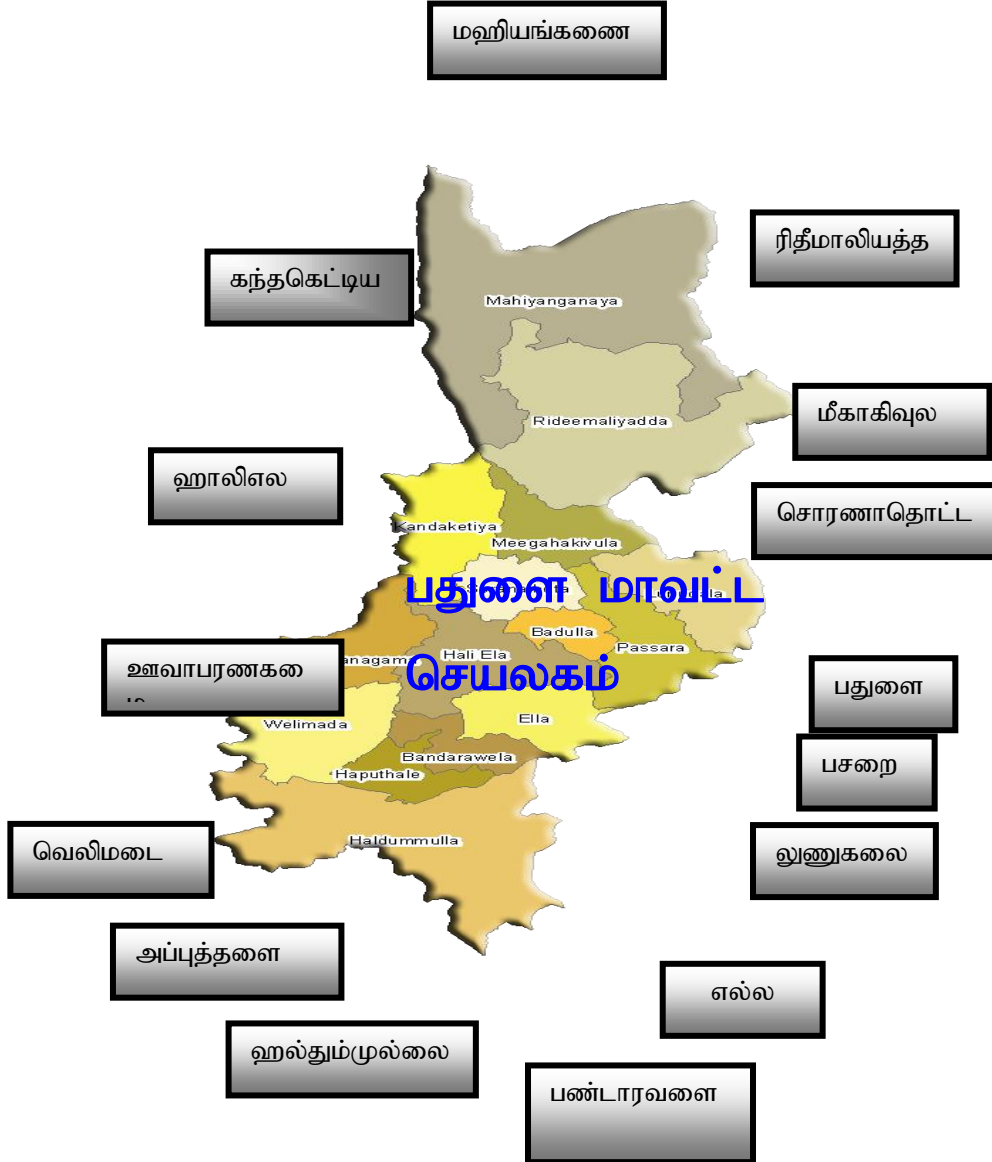 மஹியங்கணை
ரிதீமாலியத்த
கந்தகெட்டிய
Mahiyanganaya
மீகாகிவுல
Rideemaliyadda
ஹாலிஎல
சொரணாதொட்ட
Kandaketiya
Meegahakivula
பதுளை மாவட்ட
Badulla
Passara
Hali Ela
செயலகம்
ஊவாபரணகமை
பதுளை
Welimada
Ella
Bandarawela
பசறை
Haputhale
Haldummulla
வெலிமடை
லுணுகலை
அப்புத்தளை
எல்ல
ஹல்தும்முல்லை
பண்டாரவளை